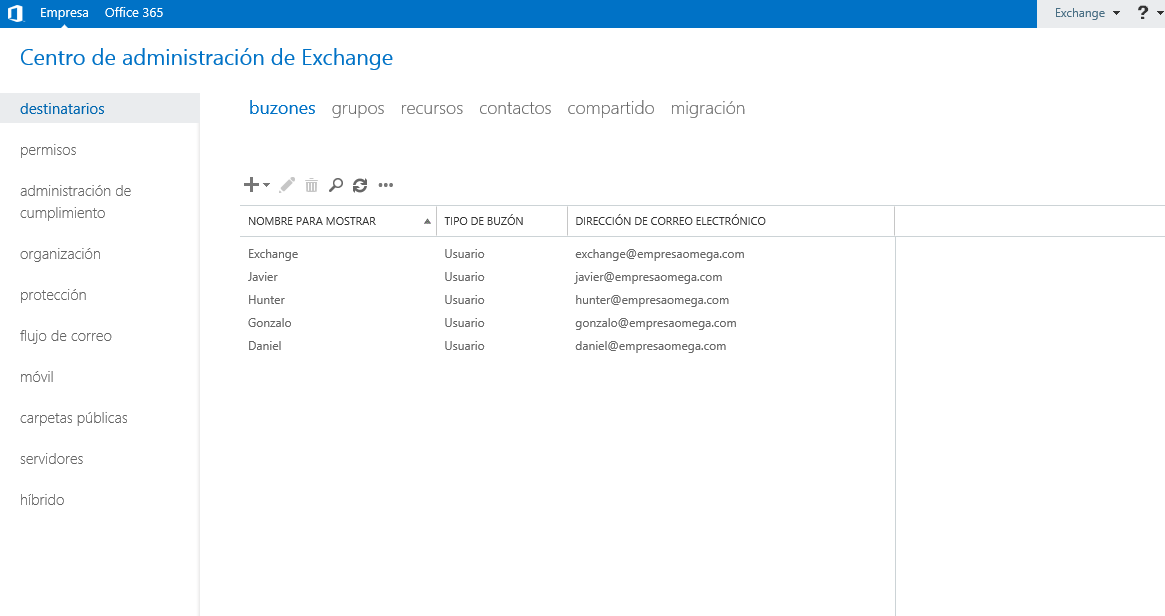 Empresa Office 365
Exchange ?
Centro de administración de Exchange
destinatarios
permisos
administración de
cumplimiento
organización
protección
flujo de correo
móvil
carpetas públicas
servidores
híbrido
buzones grupos recursos contactos compartido migración
NOMBRE PARA MOSTRAR TIPO DE BUZÓN DIRECCIÓN DE CORREO ELECTRÓNICO
Exchange Usuario exchange@empresaomega.com
Javier Usuario javier@empresaomega.com
Hunter Usuario hunter@empresaomega.com
Gonzalo Usuario gonzalo@empresaomega.com
Daniel Usuario daniel@empresaomega.com